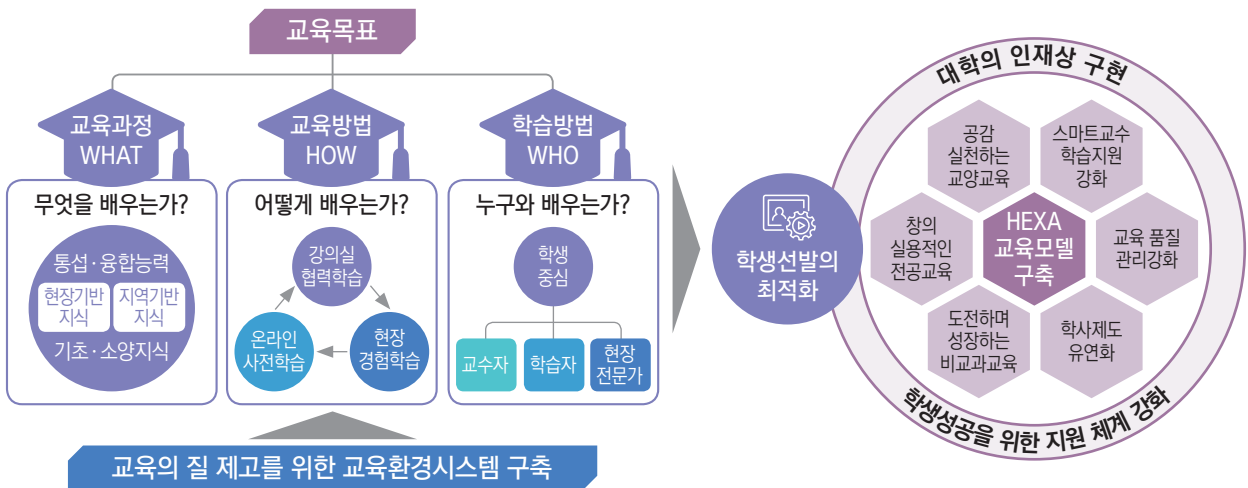 교육목표
교육과정
WHAT
무엇을 배우는가?
통섭·융합능력
현장기반
지식
지역기반
지식
기초·소양지식
교육방법
HOW
어떻게 배우는가?
강의실
협력학습
온라인
사전학습
현장
경험학습
학습방법
WHO
누구와 배우는가?
학생
중심
교수자
학습자
현장
전문가
교육의 질 제고를 위한 교육환경시스템 구축
학생선발의
최적화
대학의 인재상 구현
공감
실천하는
교양교육
스마트교수
학습지원
강화
창의
실용적인
전공교육
HEXA
교육모델
구축
교육 품질
관리강화
도전하며
성장하는
비교과교육
학사제도
유연화
학생성공을 위한 지원 체계 강화